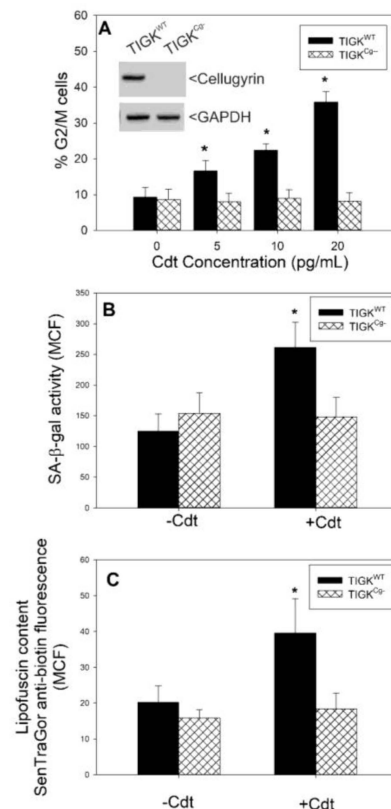 A
TIGK^WT TIGK^Cg-
<Cellugyrin
<GAPDH
TIGK^WT
TIGK^Cg–
% G2/M cells
60
50
40
30
20
10
0
* * *
0 5 10 20
Cdt Concentration (pg/mL)
B
*
TIGK^WT
TIGK^Cg-
SA-β-gal activity (MCF)
400
350
300
250
200
150
100
50
0
-Cdt +Cdt
C
*
TIGK^WT
TIGK^Cg-
Lipofuscin content
SenTraGor anti-biotin fluorescence
(MCF)
60
50
40
30
20
10
0
-Cdt +Cdt